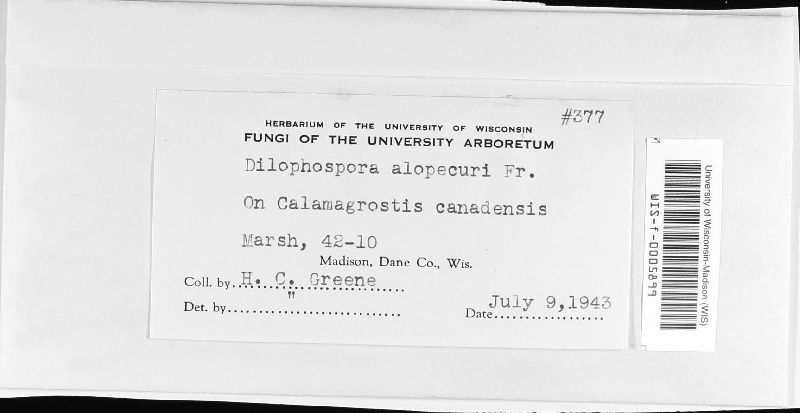 #377
HERBARIUM OF THE UNIVERSITY OF WISCONSIN
FUNGI OF THE UNIVERSITY ARBORETUM
Dilophospora alopecuri Fr.
On Calamagrostis canadensis
Marsh, 42-10
Madison, Dane Co., Wis.
Coll. by H. C. Greene
Det. by "
Date July 9,1943
University of Wisconsin-Madison (WIS)
WIS-f-0005899